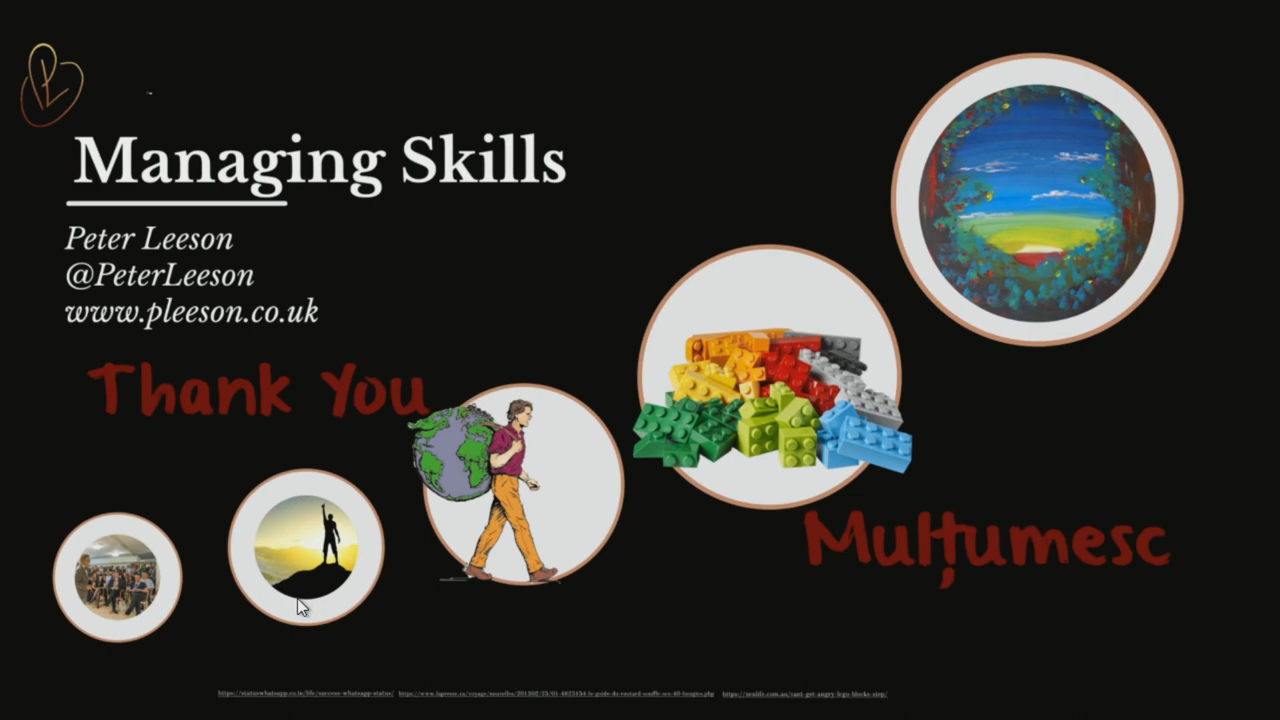 Managing Skills
Peter Leeson
@PeterLeeson
www.pleeson.co.uk
Thank You
Mulțumesc